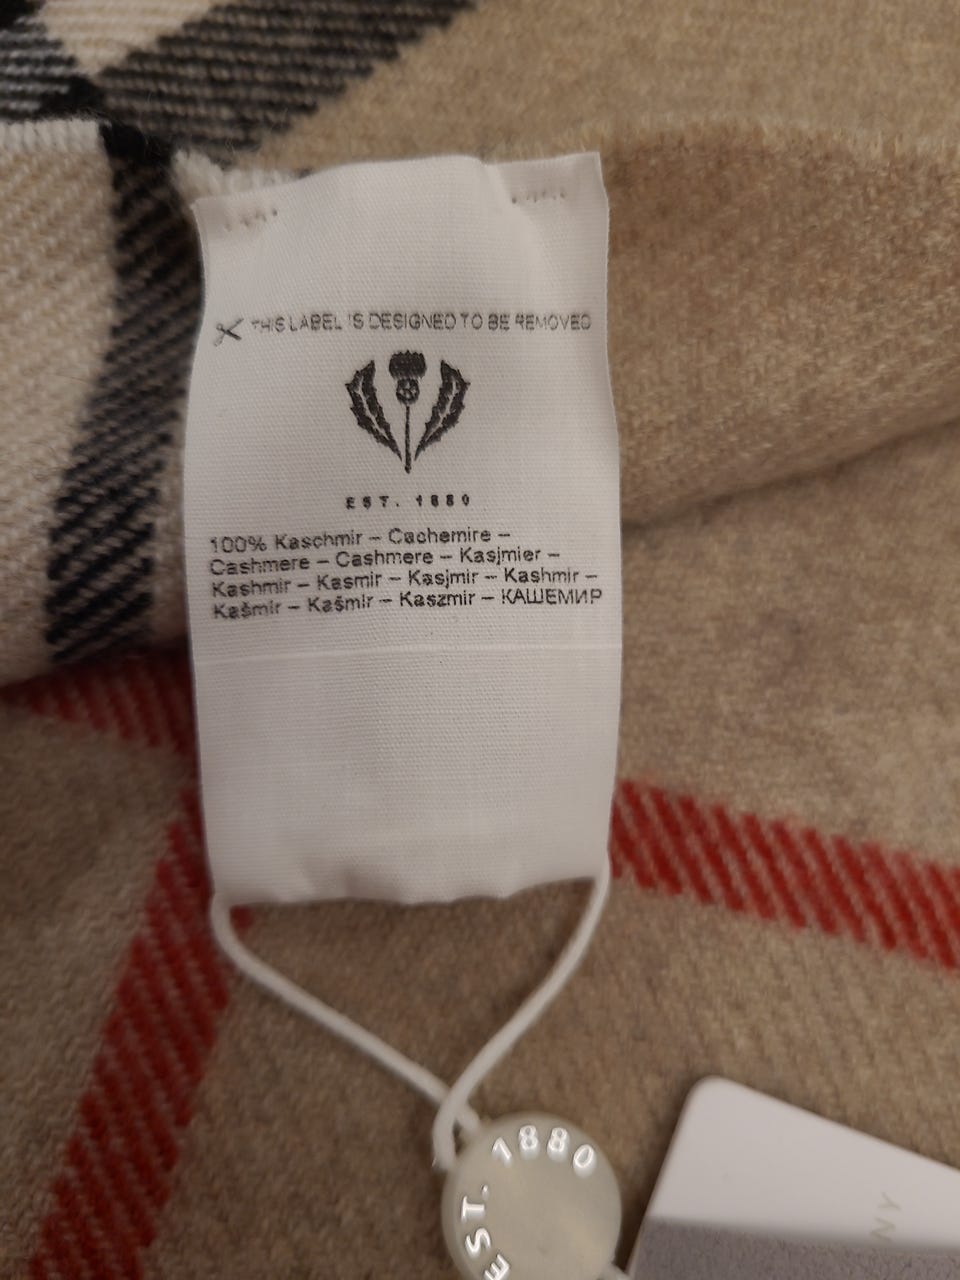 THIS LABEL IS DESIGNED TO BE REMOVED
EST. 1880
100% Kaschmir – Cachemire –
Cashmere – Cashmere – Kasjmier –
Kashmir – Kasmir – Kasjmir – Kashmir –
Kašmir – Kašmir – Kaszmir – КАШЕМИР
EST. 1880
NY